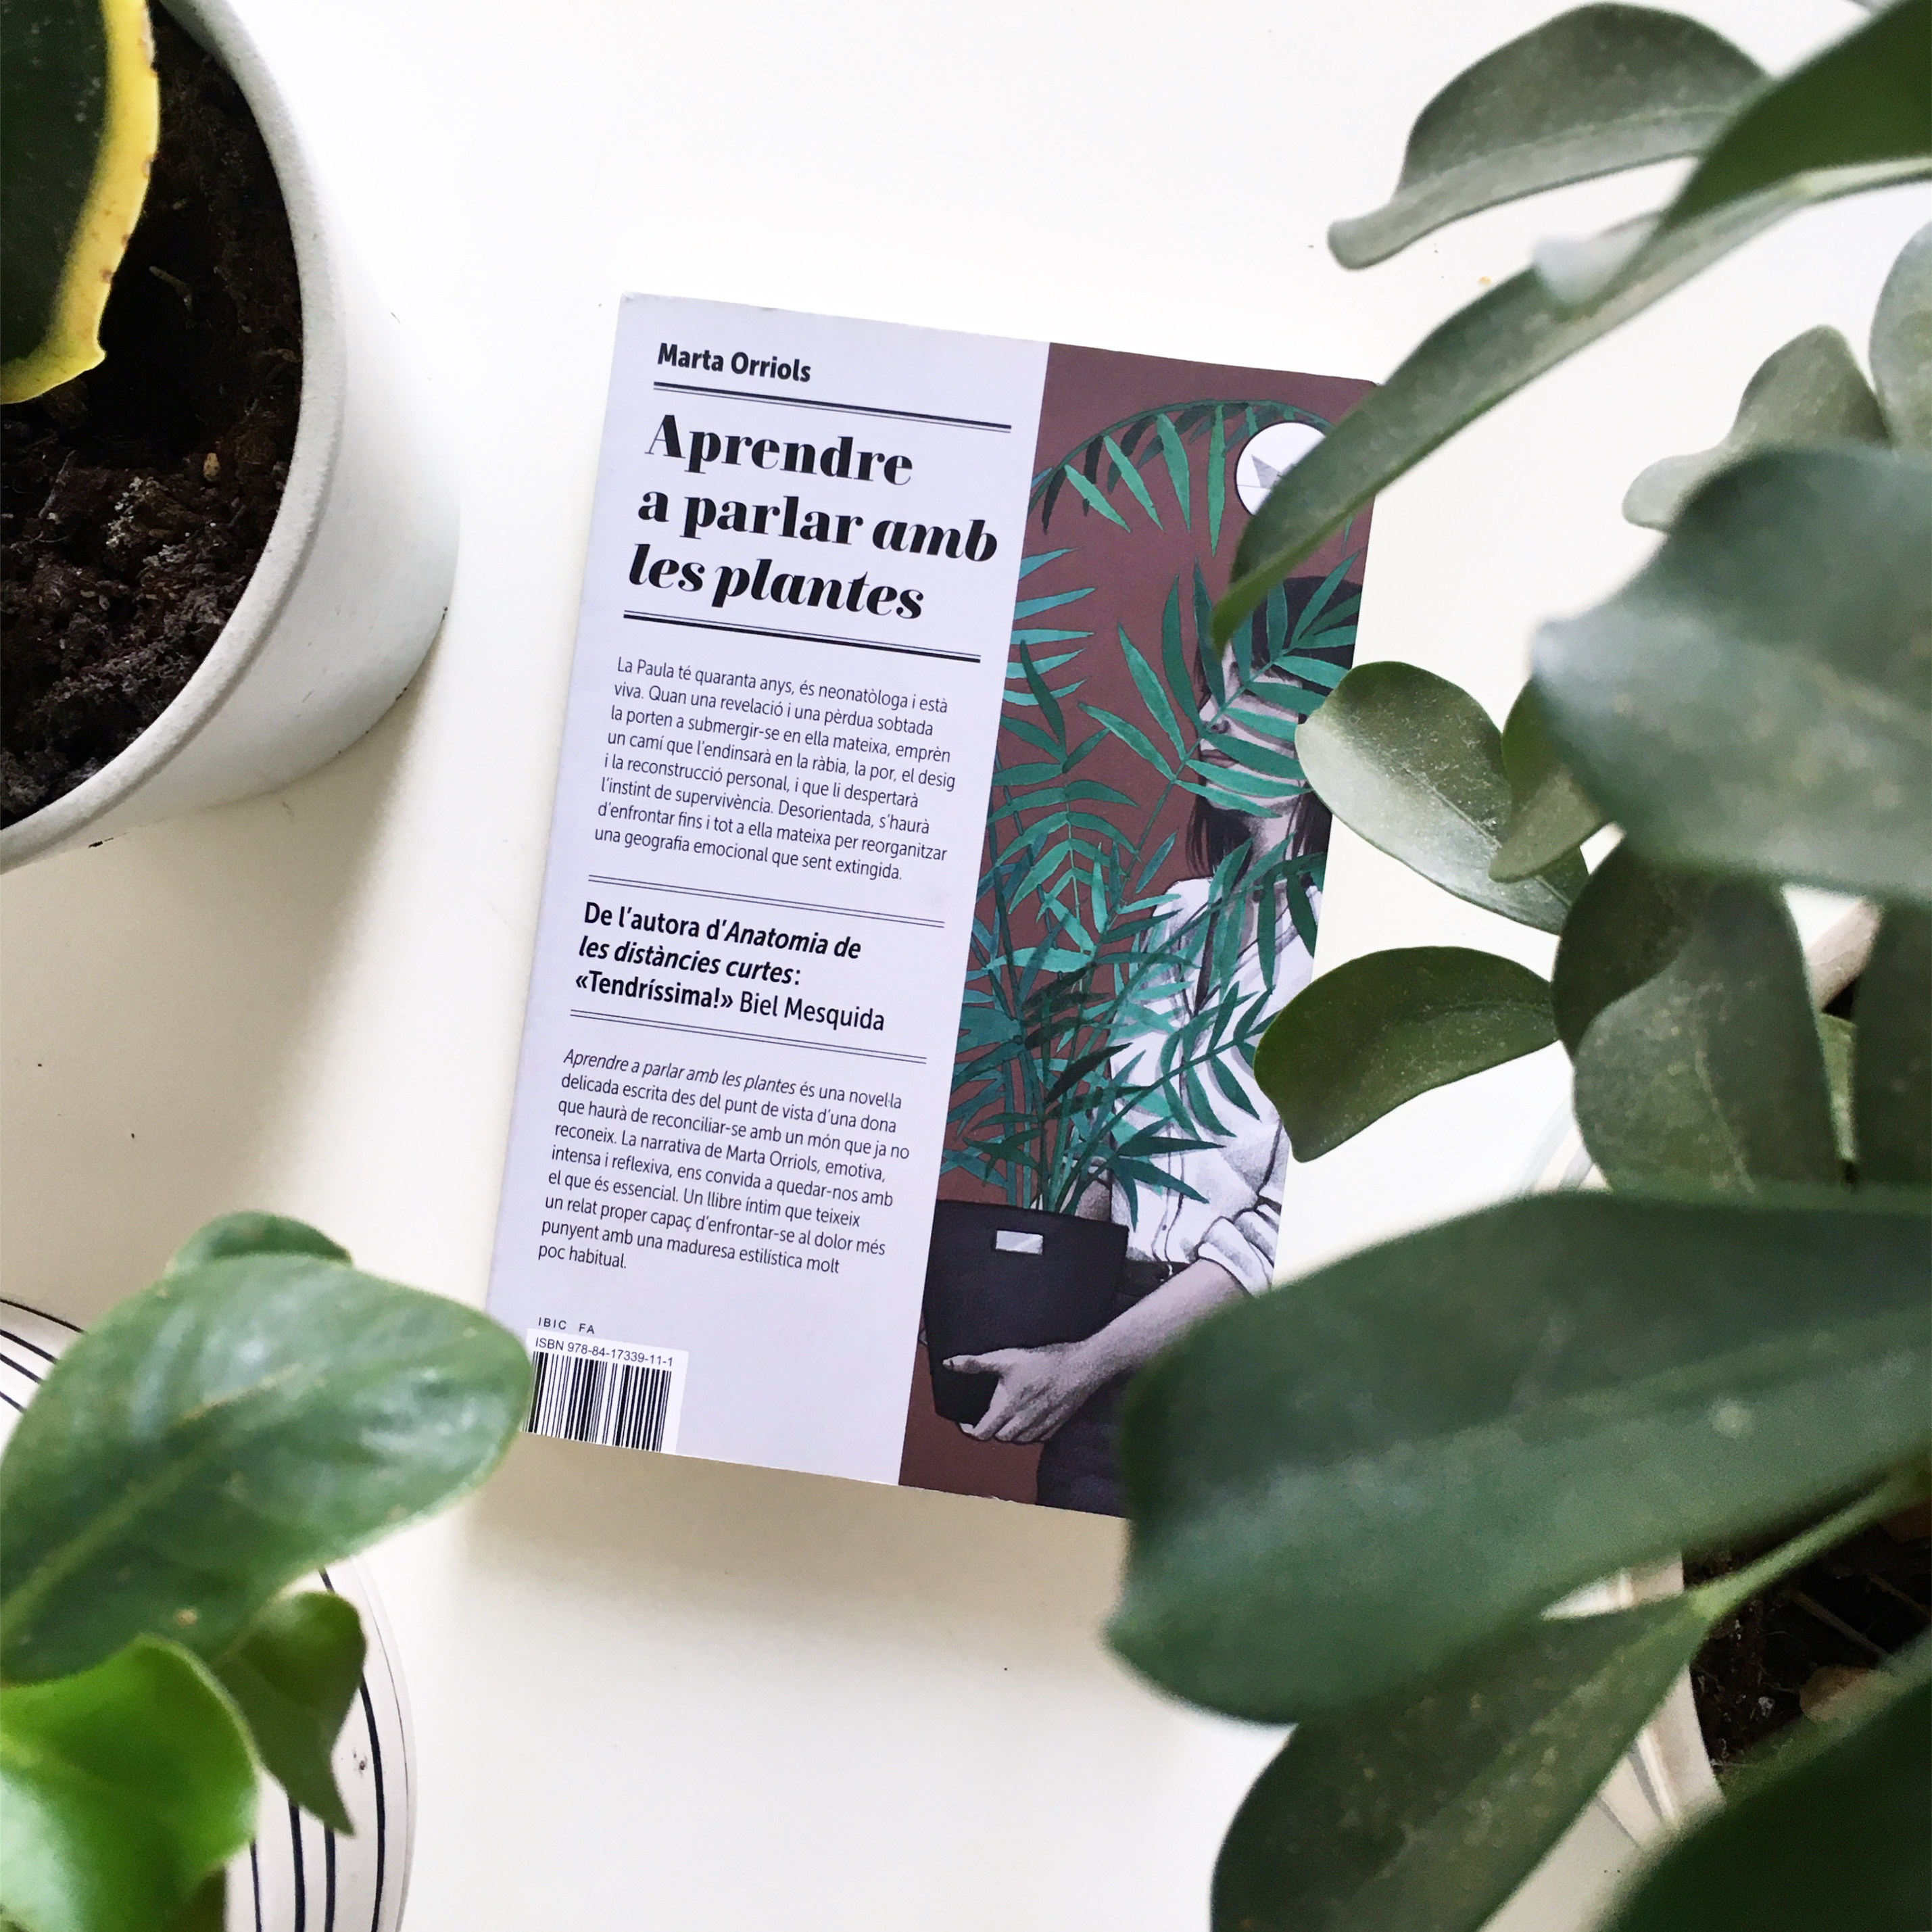 Marta Orriols
Aprendre
a parlar amb
les plantes
La Paula té quaranta anys, és neonatòloga i està
viva. Quan una revelació i una pèrdua sobtada
la porten a submergir-se en ella mateixa, emprèn
un camí que l'endinsarà en la ràbia, la por, el desig
i la reconstrucció personal, i que li despertarà
l'instint de supervivència. Desorientada, s'haurà
d'enfrontar fins i tot a ella mateixa per reorganitzar
una geografia emocional que sent extingida.
De l'autora d'Anatomia de
les distàncies curtes:
«Tendríssima!» Biel Mesquida
Aprendre a parlar amb les plantes és una novel·la
delicada escrita des del punt de vista d'una dona
que haurà de reconciliar-se amb un món que ja no
reconeix. La narrativa de Marta Orriols, emotiva,
intensa i reflexiva, ens convida a quedar-nos amb
el que és essencial. Un llibre íntim que teixeix
un relat proper capaç d'enfrontar-se al dolor més
punyent amb una maduresa estilística molt
poc habitual.
IBIC FA
ISBN 978-84-17339-11-1